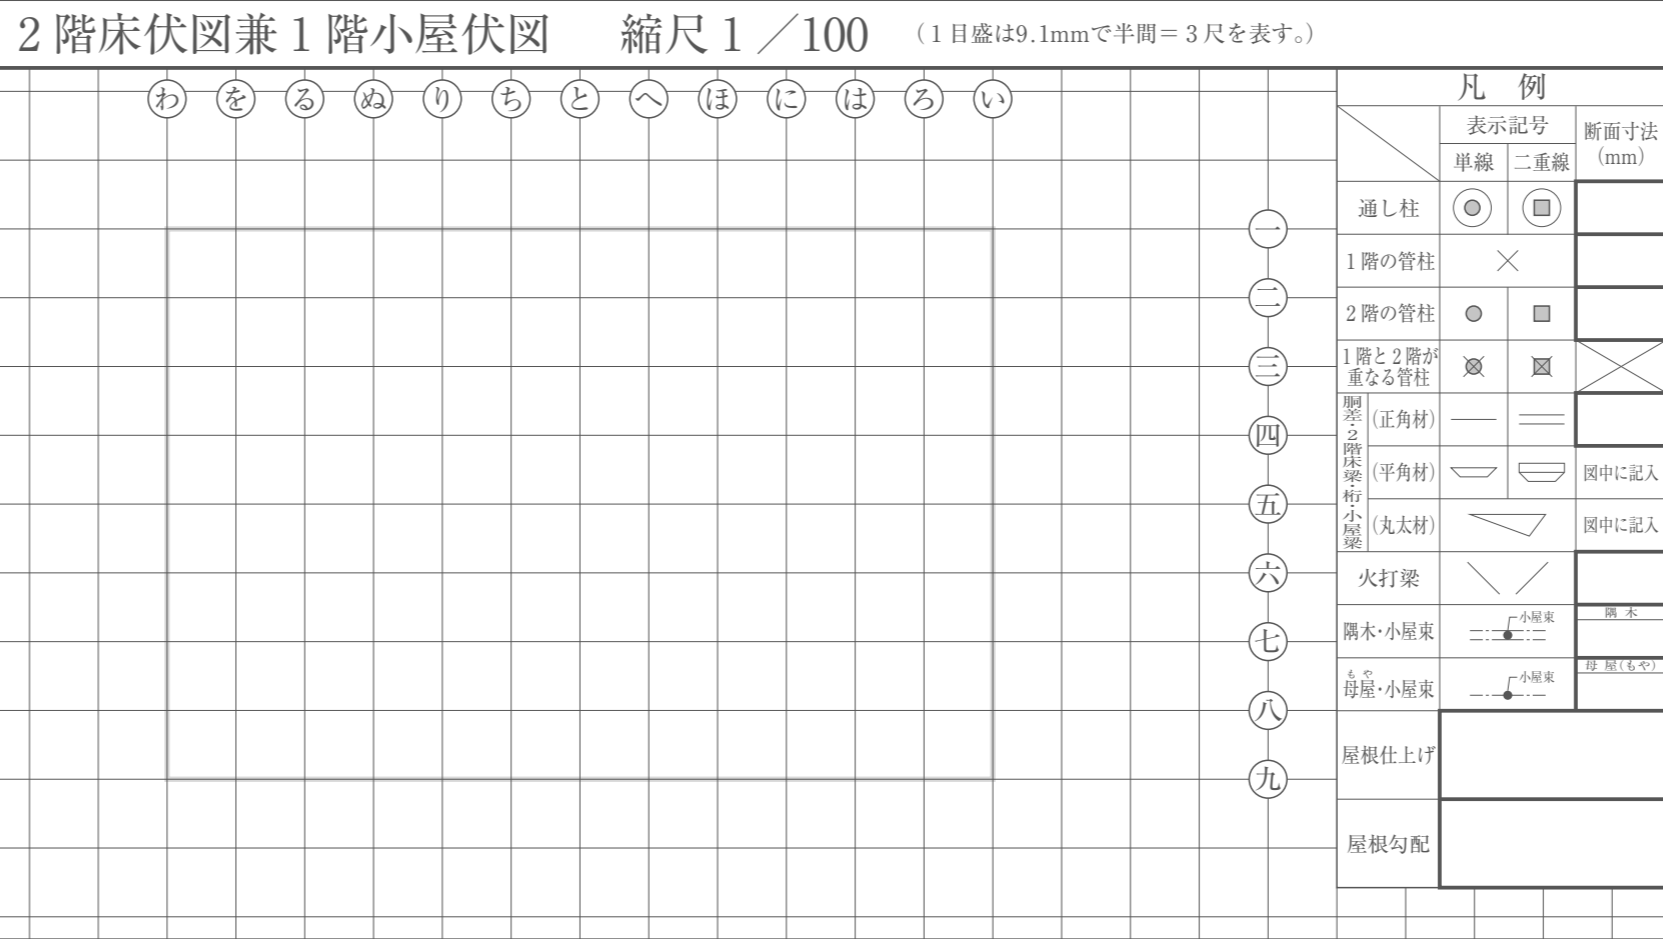 2階床伏図兼1階小屋伏図　縮尺1／100　（1目盛は9.1mmで半間＝3尺を表す。）
わ を る ぬ り ち と へ ほ に は ろ い
一
二
三
四
五
六
七
八
九
凡 例
表示記号
断面寸法
(mm)
単線 二重線
通し柱
1階の管柱
2階の管柱
1階と2階が
重なる管柱
胴差・2階床梁・桁・小屋梁
(正角材)
(平角材) 図中に記入
(丸太材) 図中に記入
火打梁
隅木・小屋束 小屋束 隅木
もや
母屋・小屋束 小屋束 母屋(もや)
屋根仕上げ
屋根勾配